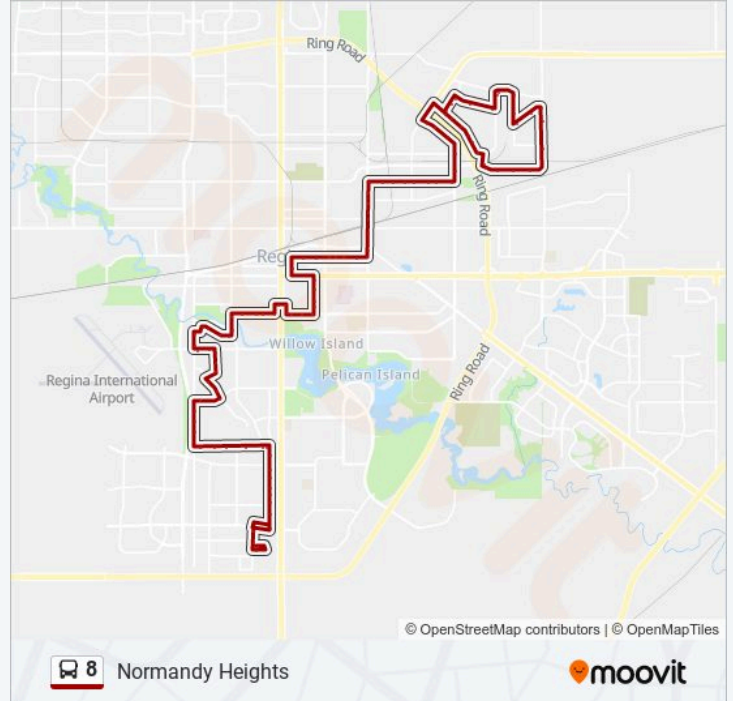 Ring Road
Ring Road
Reg
Willow Island
Pelican Island
Regina International
Airport
Ring Road
© OpenStreetMap contributors | © OpenMapTiles
8 Normandy Heights
moovit